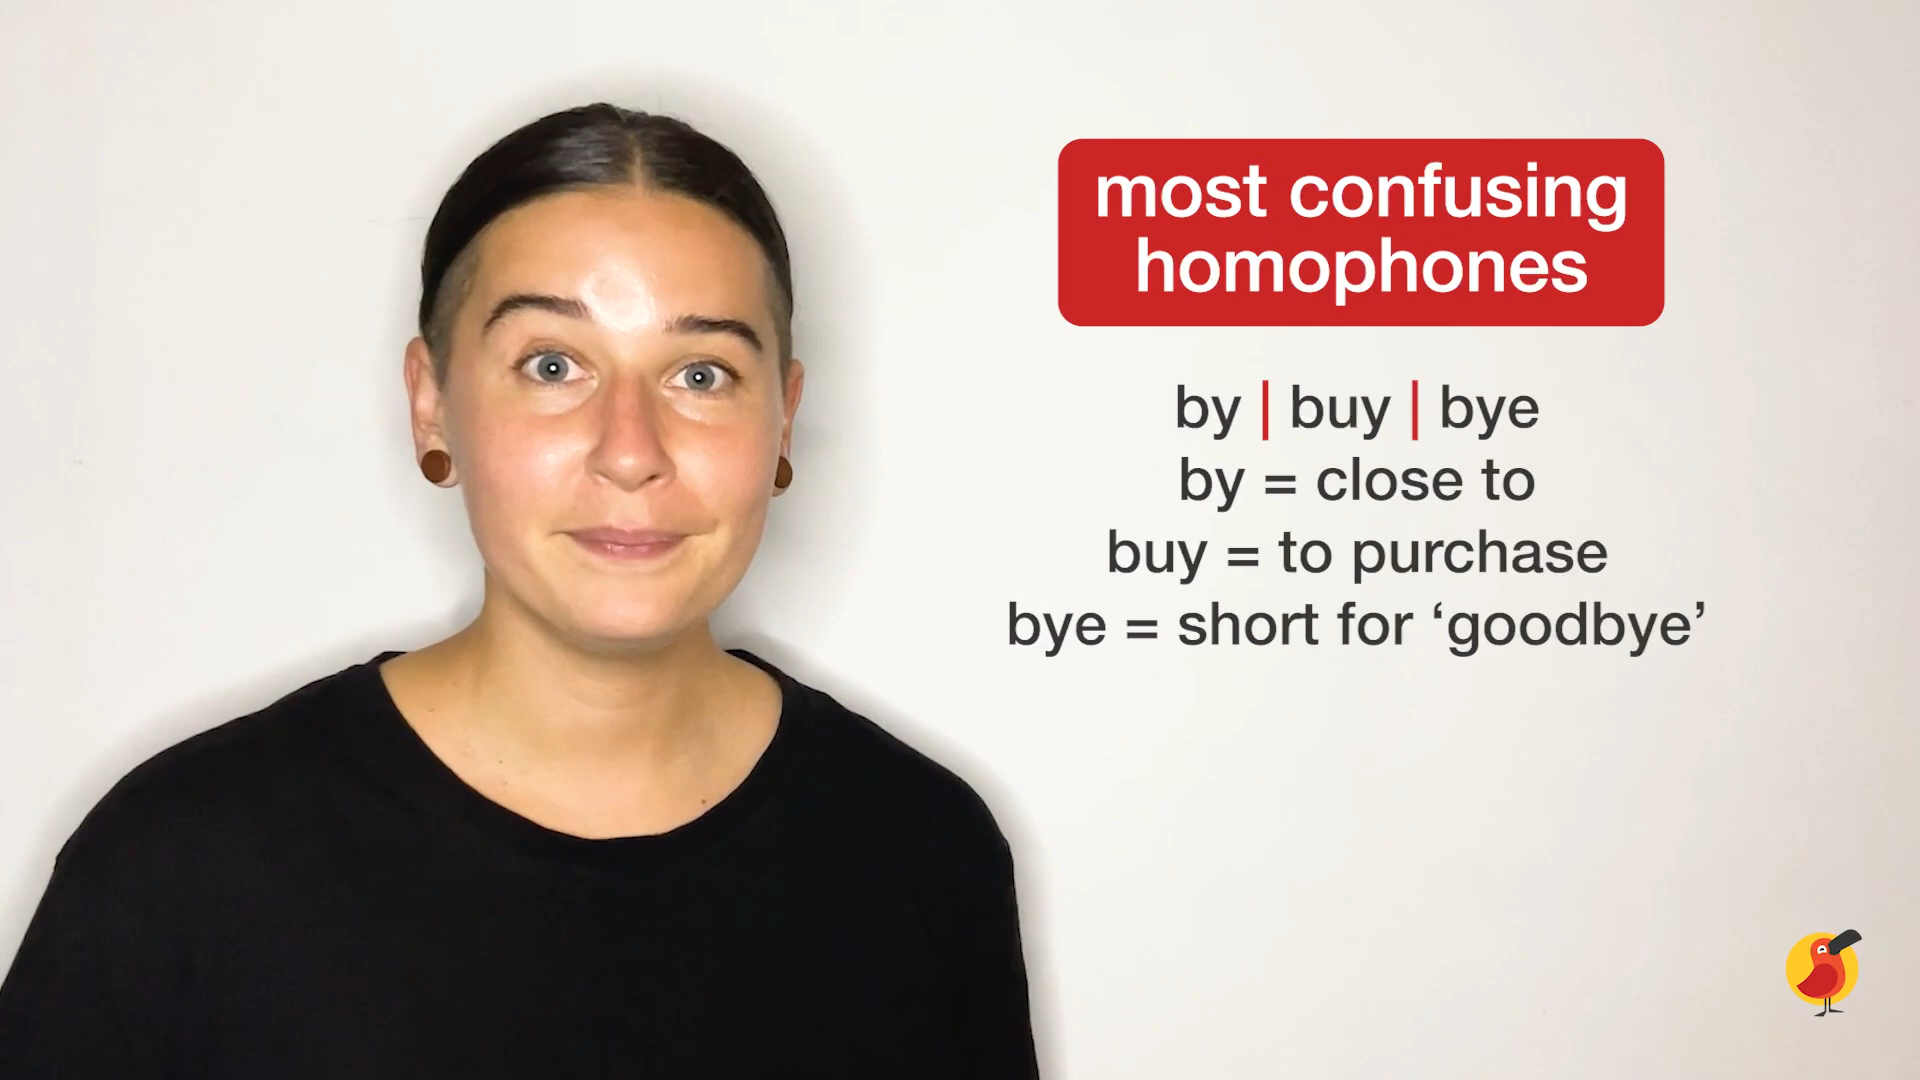 most confusing
homophones
by | buy | bye
by = close to
buy = to purchase
bye = short for ‘goodbye’